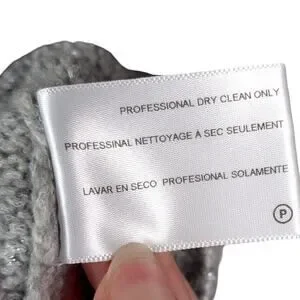 PROFESSIONAL DRY CLEAN ONLY
PROFESSINAL NETTOYAGE À SEC SEULEMENT
LAVAR EN SECO PROFESIONAL SOLAMENTE
P